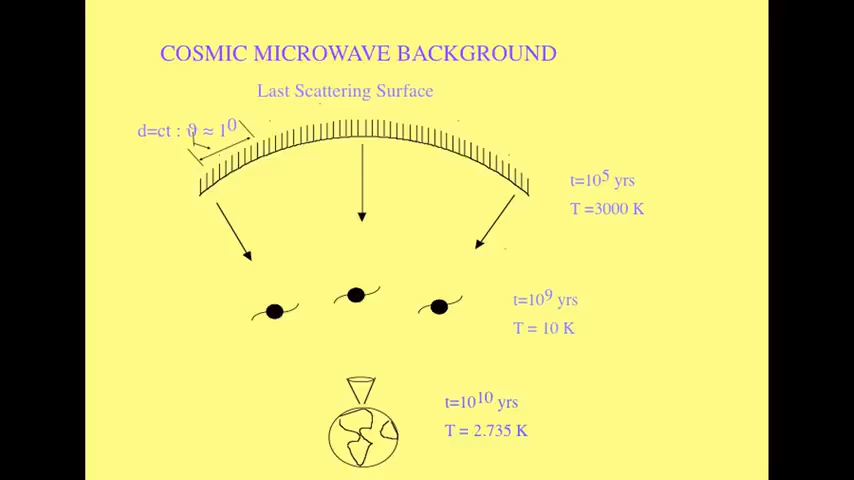 COSMIC MICROWAVE BACKGROUND
Last Scattering Surface
d=ct : ϑ ≈ 1⁰
t=10⁵ yrs
T =3000 K
t=10⁹ yrs
T = 10 K
t=10¹⁰ yrs
T = 2.735 K